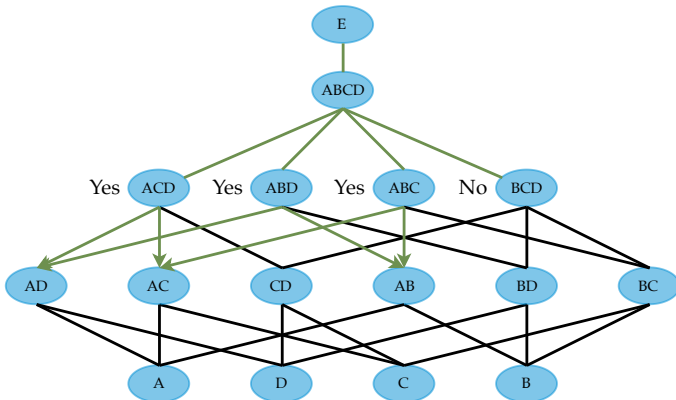 E
ABCD
Yes ACD Yes ABD Yes ABC No BCD
AD AC CD AB BD BC
A D C B